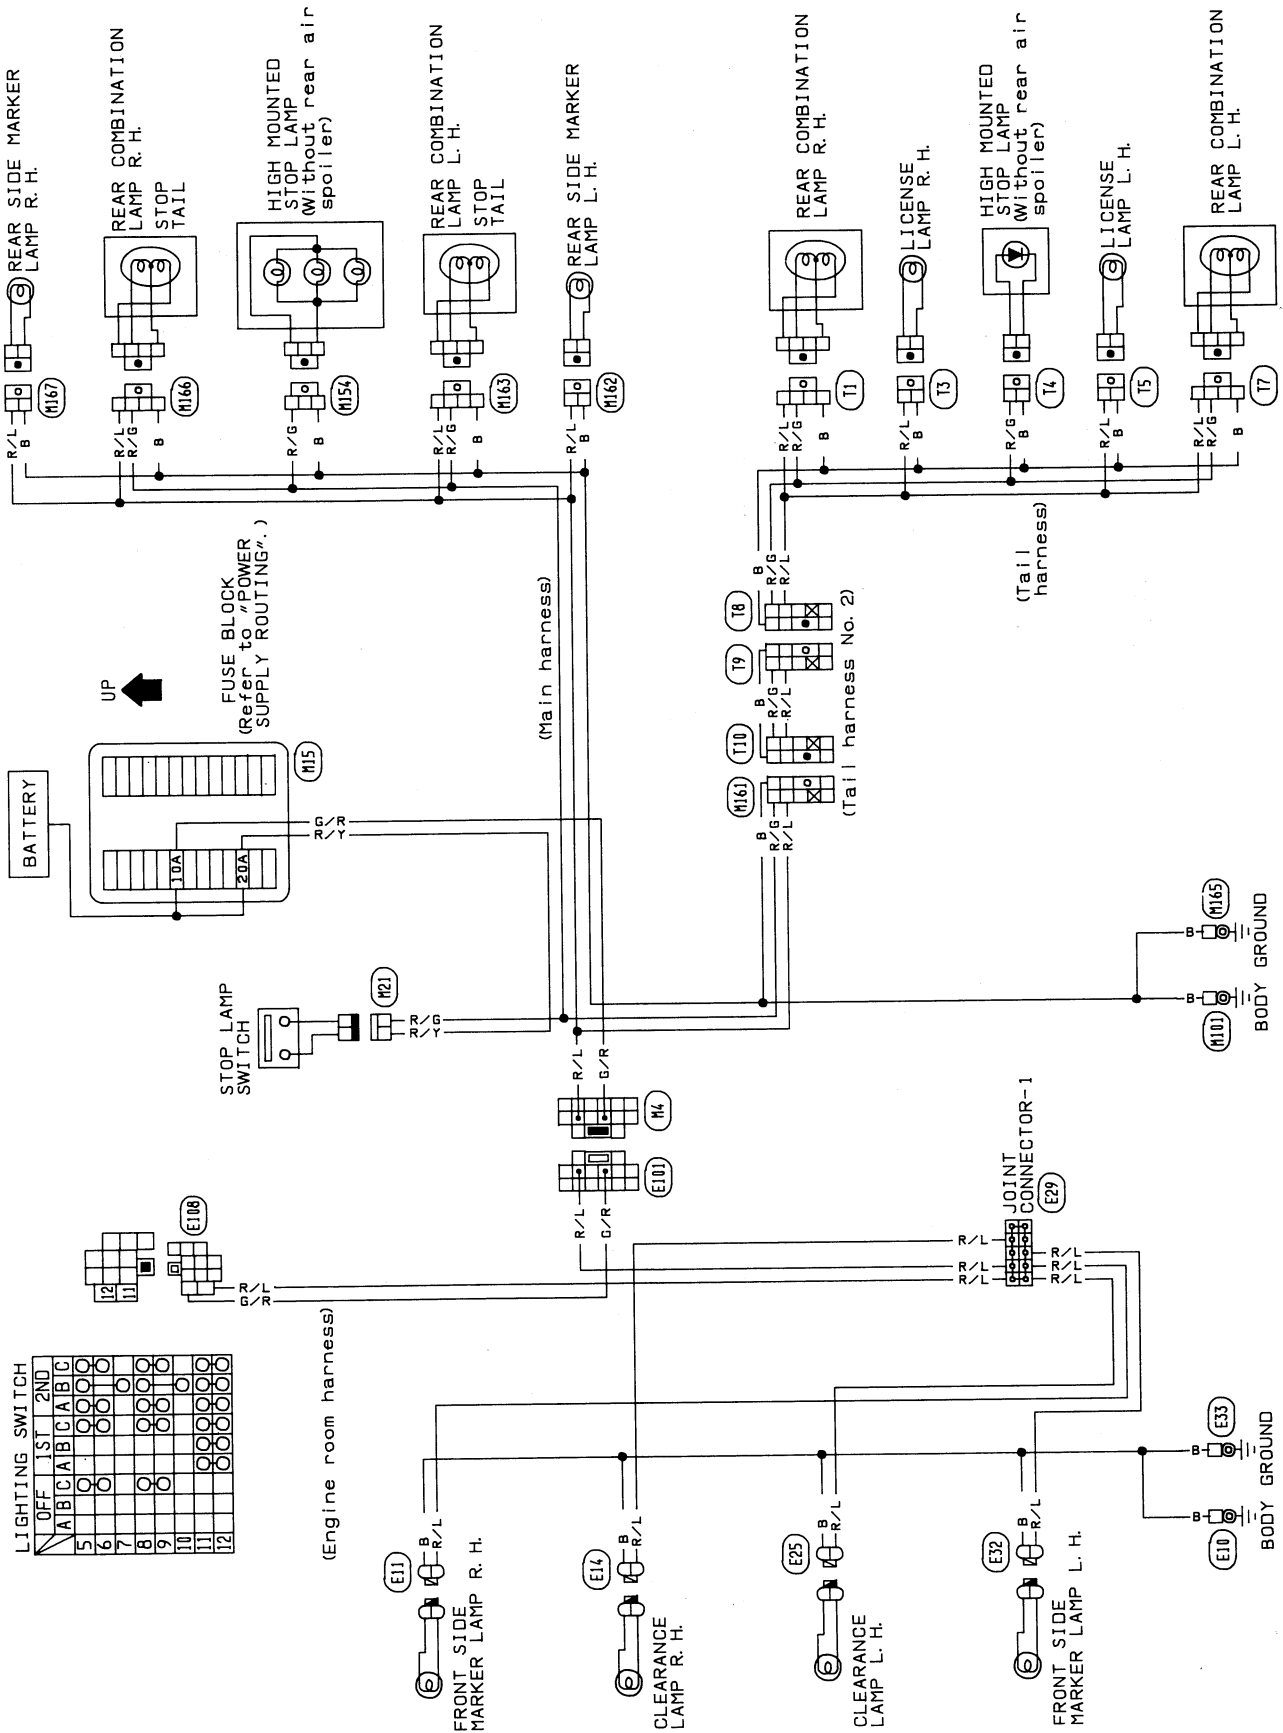 LIGHTING SWITCH
OFF 1ST 2ND
A B C A B C A B C
5
6
7
8
9
10
11
12
12
11
E108
R/L
G/R
(Engine room harness)
E11
B
R/L
FRONT SIDE
MARKER LAMP R. H.
E14
B
R/L
CLEARANCE
LAMP R. H.
E25
B
R/L
CLEARANCE
LAMP L. H.
E32
B
R/L
FRONT SIDE
MARKER LAMP L. H.
B
E10
B
E33
BODY GROUND
JOINT
CONNECTOR-1
E29
R/L
R/L
R/L
R/L
R/L
R/L
R/L
G/R
E101
M4
R/L
G/R
STOP LAMP
SWITCH
M21
R/G
R/Y
BATTERY
10A
20A
M15
G/R
R/Y
UP
FUSE BLOCK
(Refer to "POWER
SUPPLY ROUTING".)
(Main harness)
B
M101
B
M165
BODY GROUND
B
R/G
R/L
M161
T10
B
R/G
R/L
T9
T8
B
R/G
R/L
(Tail harness No. 2)
(Tail
harness)
R/L
B
M167
REAR SIDE MARKER
LAMP R. H.
R/L
R/G
B
M166
REAR COMBINATION
LAMP R. H.
STOP
TAIL
R/G
B
M154
HIGH MOUNTED
STOP LAMP
(Without rear air
spoiler)
R/L
R/G
B
M163
REAR COMBINATION
LAMP L. H.
STOP
TAIL
R/L
B
M162
REAR SIDE MARKER
LAMP L. H.
R/L
R/G
B
T1
REAR COMBINATION
LAMP R. H.
R/L
B
T3
LICENSE
LAMP R. H.
R/G
B
T4
HIGH MOUNTED
STOP LAMP
(Without rear air
spoiler)
R/L
B
T5
LICENSE
LAMP L. H.
R/L
R/G
B
T7
REAR COMBINATION
LAMP L. H.